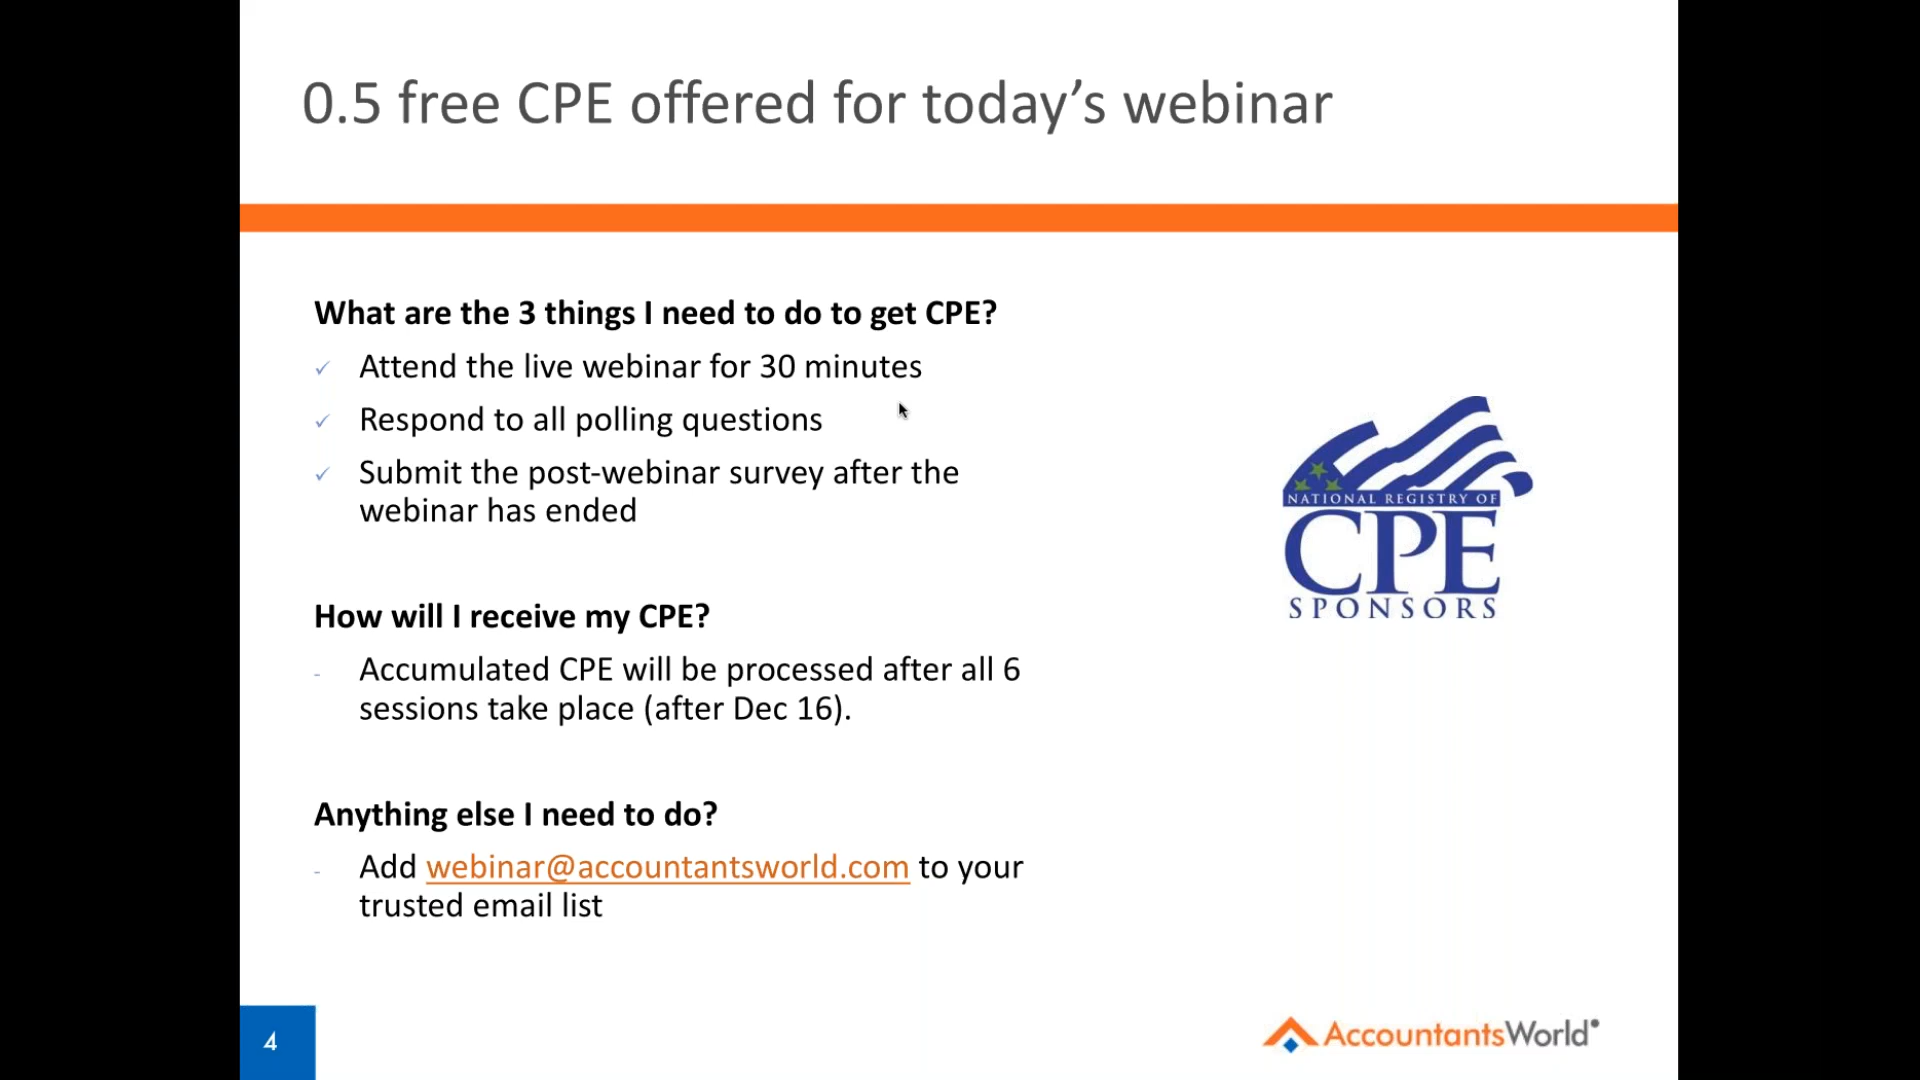 0.5 free CPE offered for today’s webinar
What are the 3 things I need to do to get CPE?
✓ Attend the live webinar for 30 minutes
✓ Respond to all polling questions
✓ Submit the post-webinar survey after the
webinar has ended
NATIONAL REGISTRY OF
CPE
SPONSORS
How will I receive my CPE?
- Accumulated CPE will be processed after all 6
sessions take place (after Dec 16).
Anything else I need to do?
- Add webinar@accountantsworld.com to your
trusted email list
4
AccountantsWorld